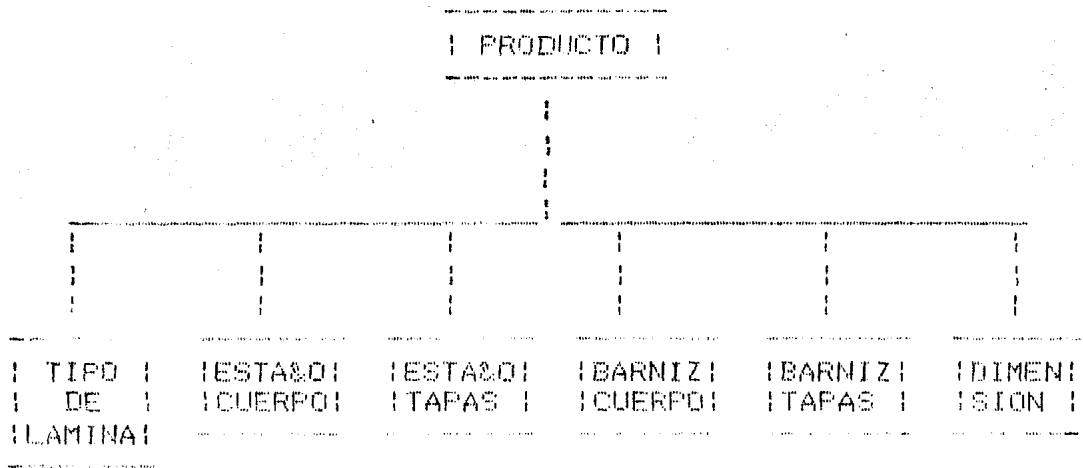 PRODUCTO
TIPO DE LAMINA
ESTA&O CUERPO
ESTA&O TAPAS
BARNIZ CUERPO
BARNIZ TAPAS
DIMEN SION